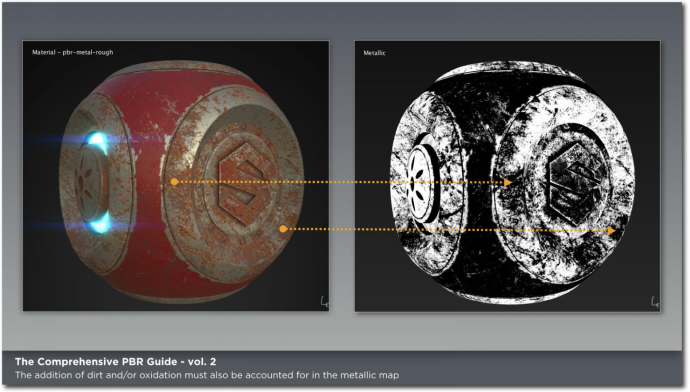 Material - pbr-metal-rough
Metallic
The Comprehensive PBR Guide - vol. 2
The addition of dirt and/or oxidation must also be accounted for in the metallic map